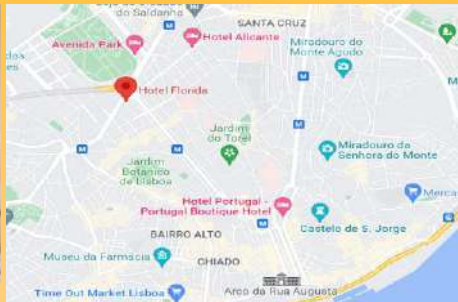 do Saldanha
SANTA CRUZ
Avenida Park
Hotel Alicante
Miradouro do
Monte Agudo
Hotel Florida
Jardim
do Torel
Jardim
Botânico
de Lisboa
Miradouro da
Senhora do Monte
Hotel Portugal -
Portugal Boutique Hotel
Merca
BAIRRO ALTO
Castelo de S. Jorge
Museu da Farmácia
CHIADO
Arco da Rua Augusta
Time Out Market Lisboa